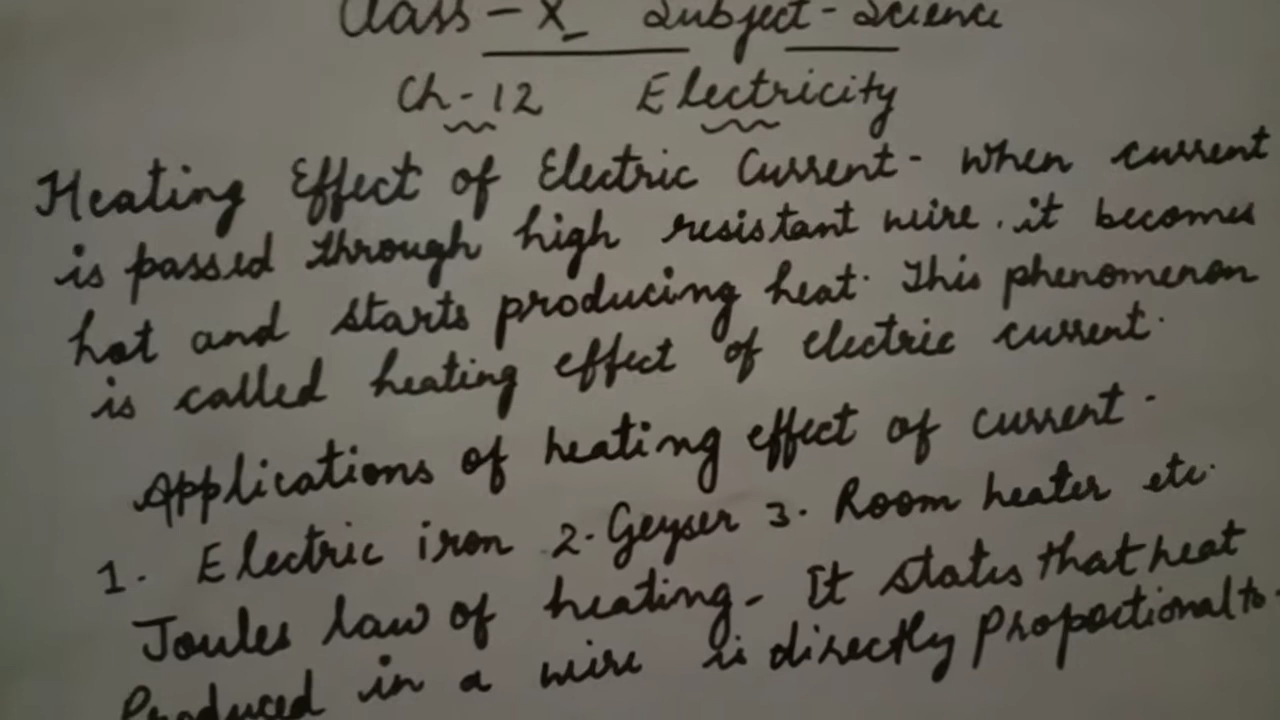 Class - X Subject - Science
Ch - 12 Electricity
Heating Effect of Electric Current - When current
is passed through high resistant wire. it becomes
hot and starts producing heat. This phenomenon
is called heating effect of electric current.
Applications of heating effect of current -
1. Electric iron 2. Geyser 3. Room heater etc.
Joules law of heating - It states that heat
Produced in a wire is directly Proportional to -